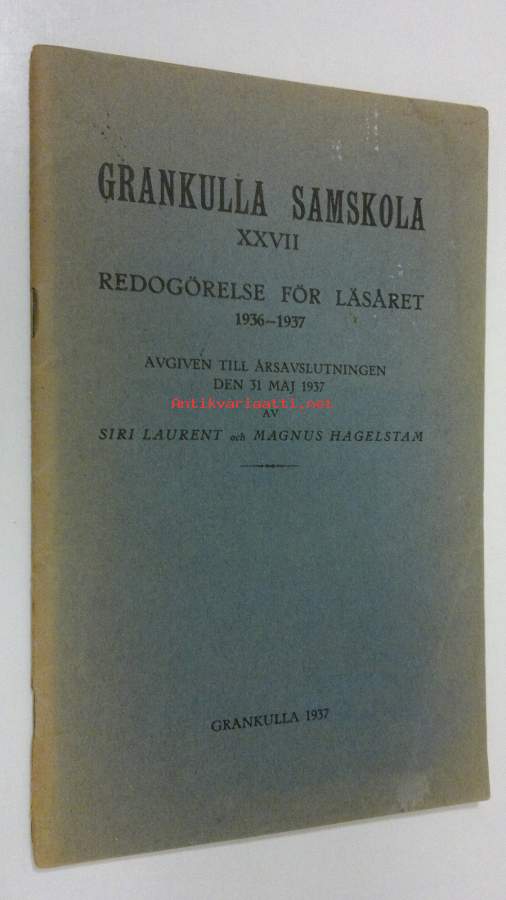 GRANKULLA SAMSKOLA
XXVII
REDOGÖRELSE FÖR LÄSÅRET
1936—1937
AVGIVEN TILL ÅRSAVSLUTNINGEN
DEN 31 MAJ 1937
Antikvariaatti.net
AV
SIRI LAURENT och MAGNUS HAGELSTAM
GRANKULLA 1937